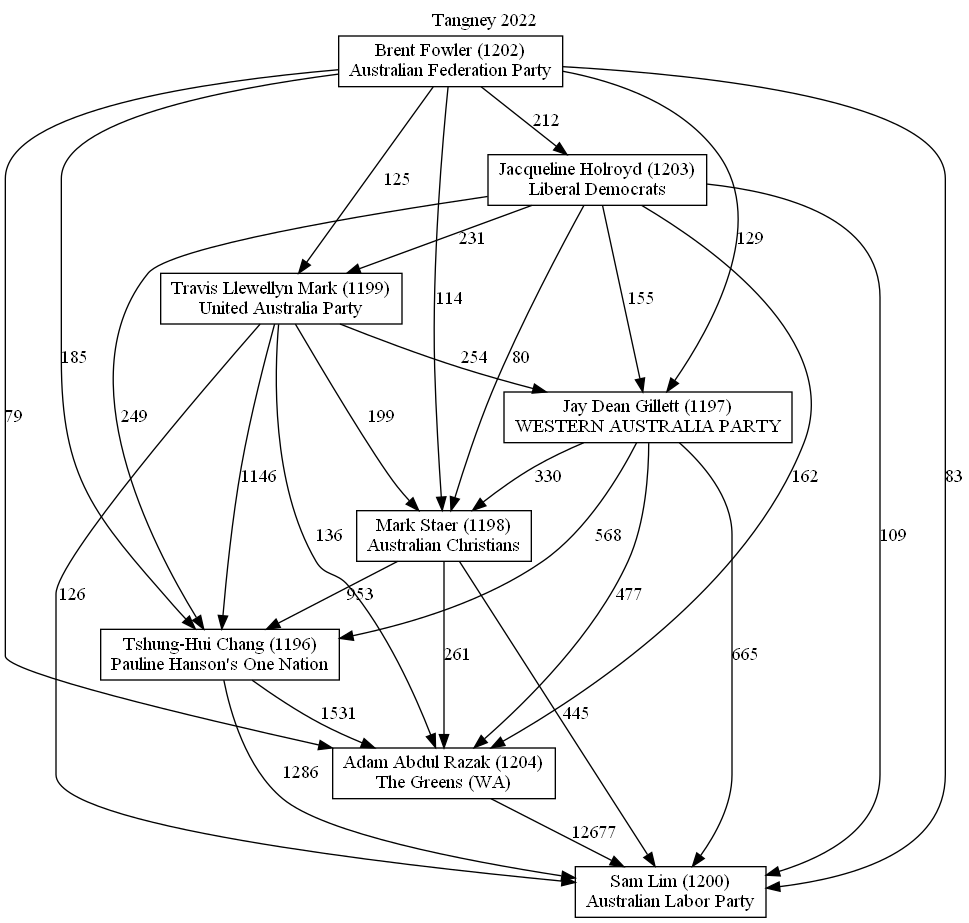 Tangney 2022
Brent Fowler (1202)
Australian Federation Party
212
Jacqueline Holroyd (1203)
Liberal Democrats
125
231
129
Travis Llewellyn Mark (1199)
United Australia Party
114
155
185
254
80
Jay Dean Gillett (1197)
WESTERN AUSTRALIA PARTY
79
249
199
1146
330
162
83
Mark Staer (1198)
Australian Christians
136
568
109
126
953
477
Tshung-Hui Chang (1196)
Pauline Hanson's One Nation
261
665
1531
445
Adam Abdul Razak (1204)
The Greens (WA)
1286
12677
Sam Lim (1200)
Australian Labor Party